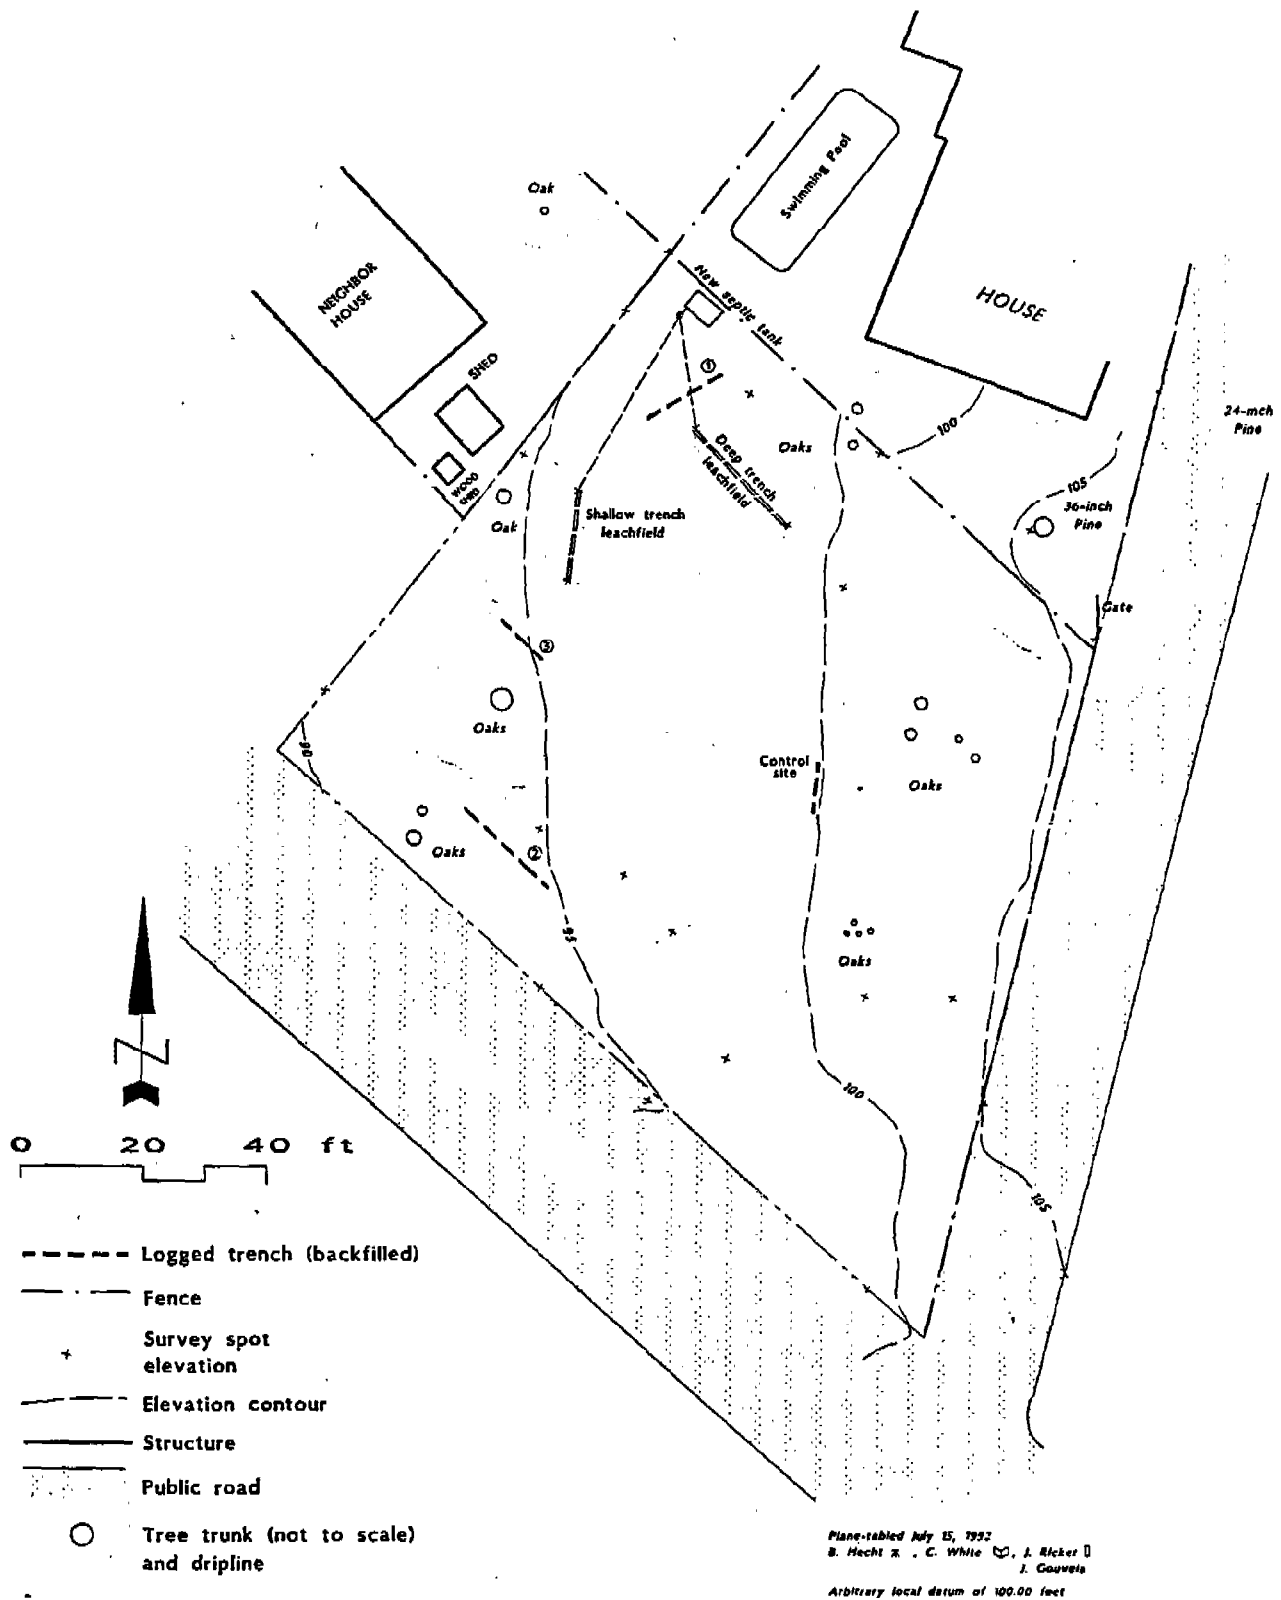 Oak
Swimming Pool
NEIGHBOR
HOUSE
New septic tank
HOUSE
SHED
①
24-inch
Pine
100
Oaks
Deep trench
leachfield
105
36-inch
Pine
WOOD
SHED
Oak
Shallow trench
leachfield
Gate
③
Oaks
90
Control
site
Oaks
Oaks
②
95
Oaks
100
105
0 20 40 ft
Logged trench (backfilled)
Fence
Survey spot
elevation
Elevation contour
Structure
Public road
Tree trunk (not to scale)
and dripline
Plane-tabled July 15, 1992
B. Hecht , C. White , J. Ricker
J. Gouveia
Arbitrary local datum of 100.00 feet